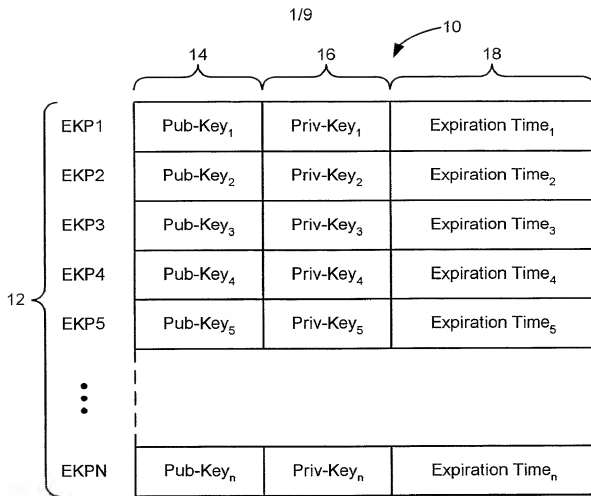 1/9
10
14 16 18
EKP1 Pub-Key₁ Priv-Key₁ Expiration Time₁
EKP2 Pub-Key₂ Priv-Key₂ Expiration Time₂
EKP3 Pub-Key₃ Priv-Key₃ Expiration Time₃
EKP4 Pub-Key₄ Priv-Key₄ Expiration Time₄
12
EKP5 Pub-Key₅ Priv-Key₅ Expiration Time₅
EKPN Pub-Keyₙ Priv-Keyₙ Expiration Timeₙ